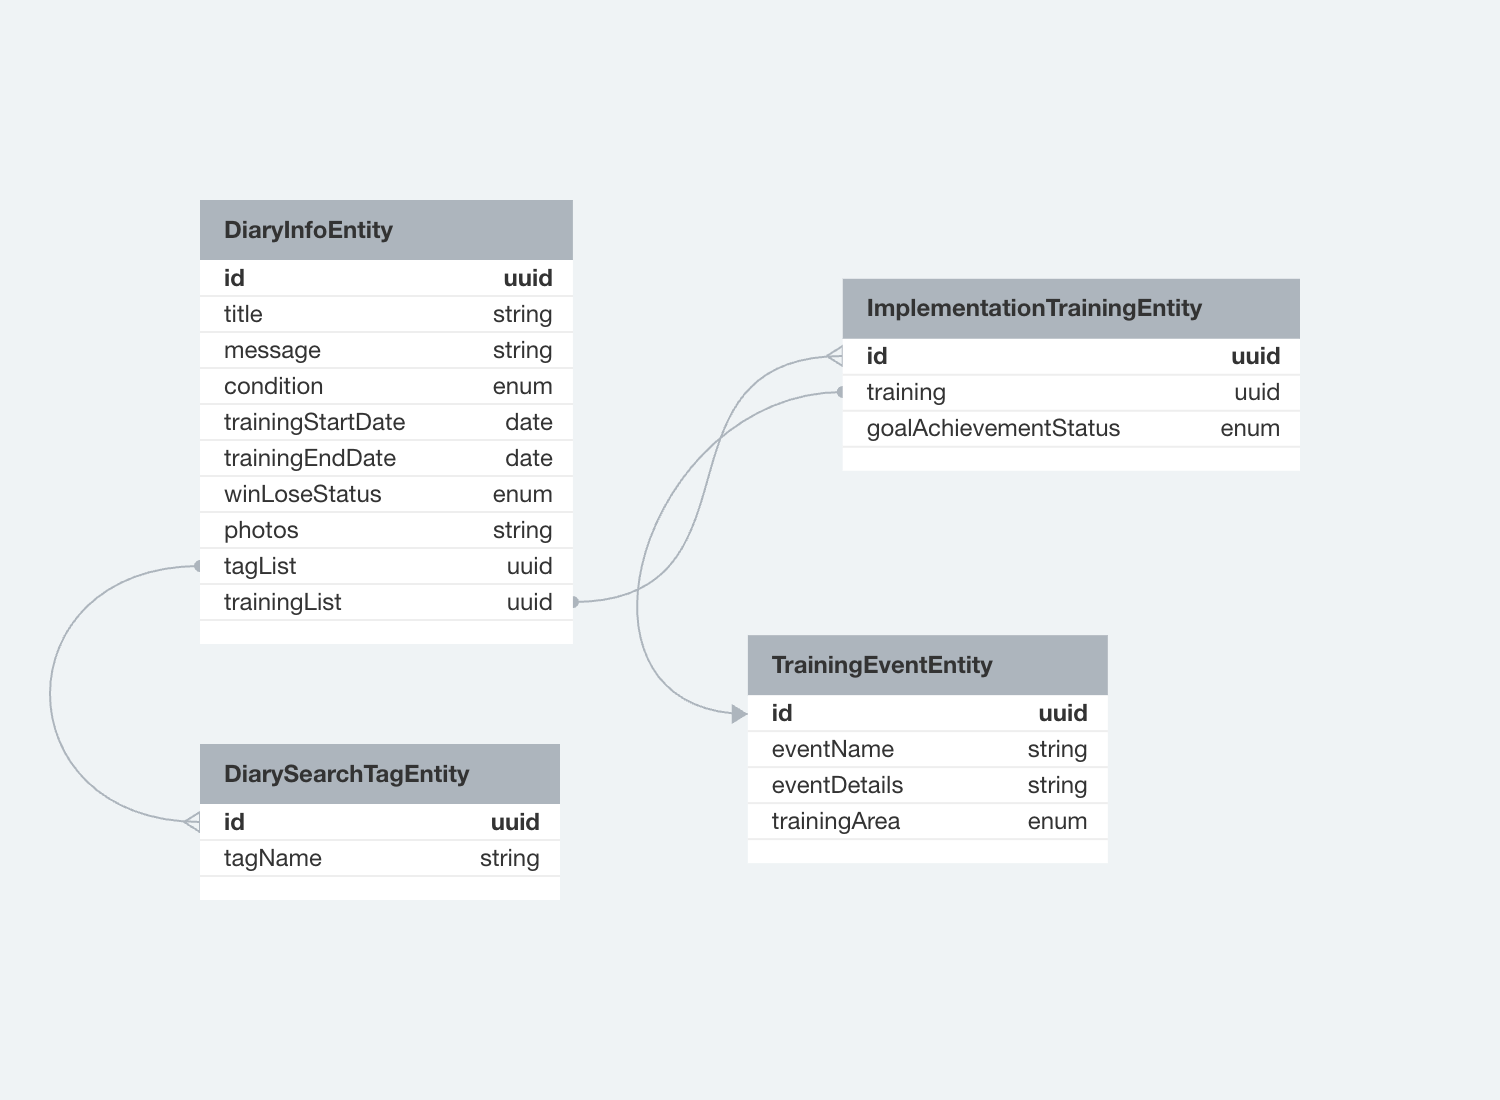 DiaryInfoEntity
id uuid
title string
message string
condition enum
trainingStartDate date
trainingEndDate date
winLoseStatus enum
photos string
tagList uuid
trainingList uuid
ImplementationTrainingEntity
id uuid
training uuid
goalAchievementStatus enum
TrainingEventEntity
id uuid
eventName string
eventDetails string
trainingArea enum
DiarySearchTagEntity
id uuid
tagName string